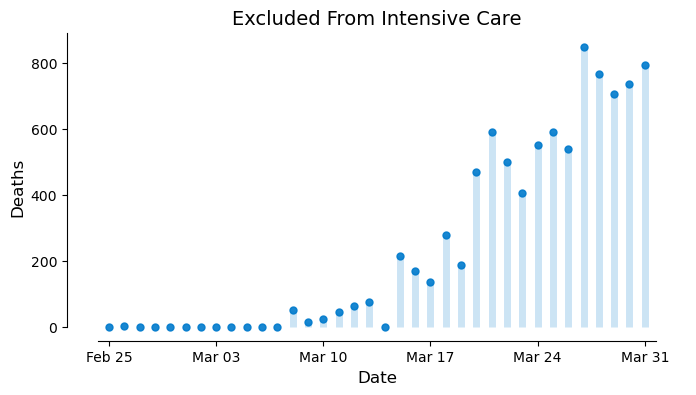 Excluded From Intensive Care
Deaths
800
600
400
200
0
Feb 25
Mar 03
Mar 10
Mar 17
Mar 24
Mar 31
Date